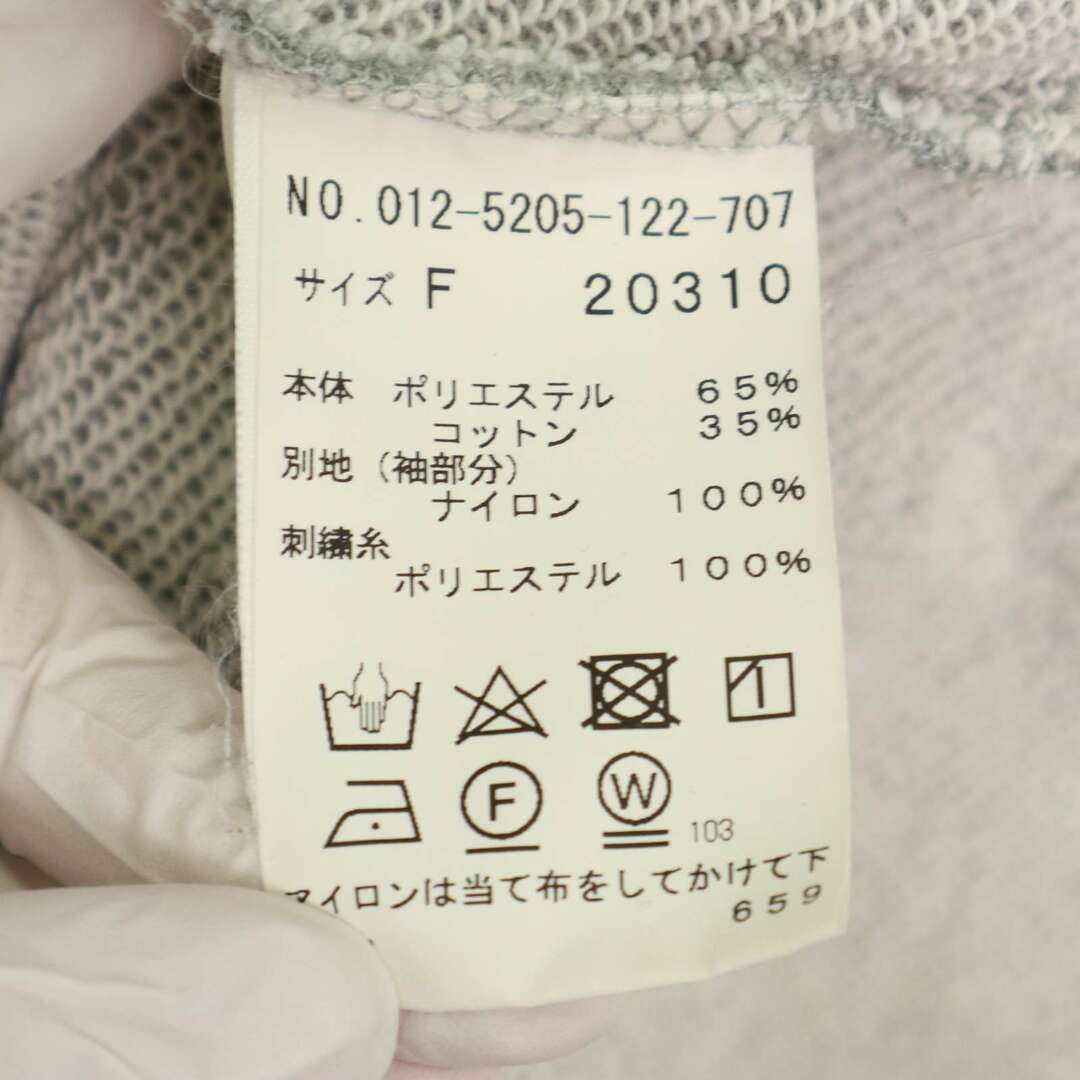 NO.012-5205-122-707
サイズ F 20310
本体 ポリエステル 65%
コットン 35%
別地(袖部分)
ナイロン 100%
刺繍糸
ポリエステル 100%
F W 103
アイロンは当て布をしてかけて下
659